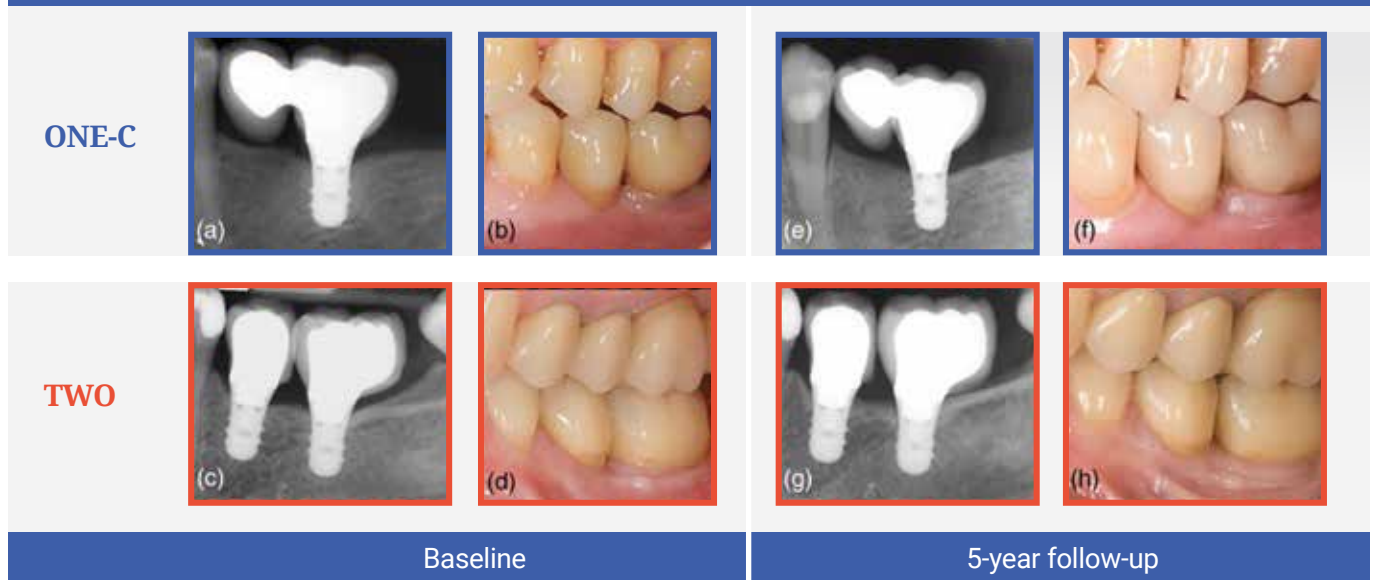 ONE-C
(a)
(b)
(e)
(f)
TWO
(c)
(d)
(g)
(h)
Baseline
5-year follow-up